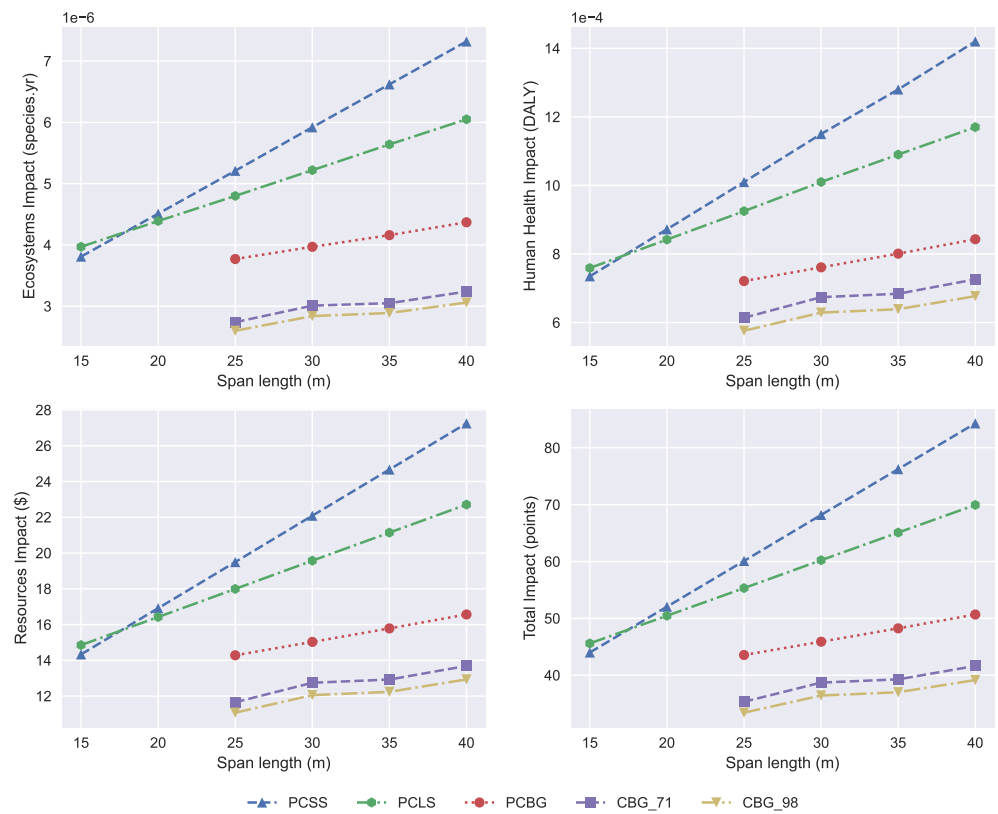 1e−6
Ecosystems Impact (species.yr)
7
6
5
4
3
15 20 25 30 35 40
Span length (m)
1e−4
Human Health Impact (DALY)
14
12
10
8
6
15 20 25 30 35 40
Span length (m)
Resources Impact ($)
28
26
24
22
20
18
16
14
12
15 20 25 30 35 40
Span length (m)
Total Impact (points)
80
70
60
50
40
15 20 25 30 35 40
Span length (m)
PCSS PCLS PCBG CBG_71 CBG_98